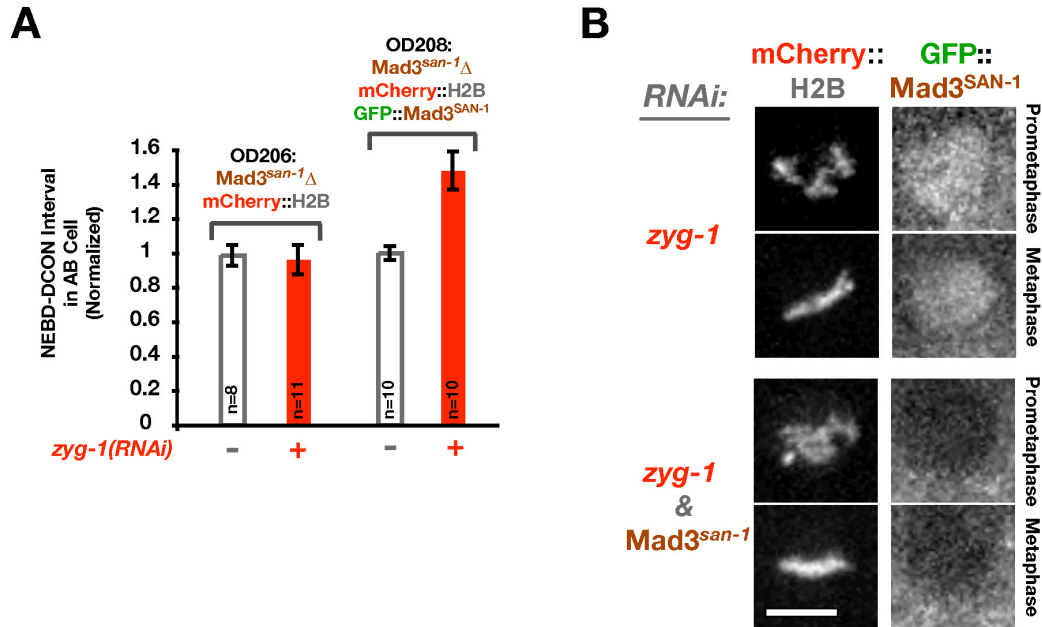 A
OD206:
Mad3san-1Δ
mCherry::H2B
OD208:
Mad3san-1Δ
mCherry::H2B
GFP::Mad3SAN-1
NEBD-DCON Interval
in AB Cell
(Normalized)
1.6
1.4
1.2
1
0.8
0.6
0.4
0.2
0
n=8
n=11
n=10
n=10
zyg-1(RNAi)
- + - +
B
RNAi:
mCherry::
H2B
GFP::
Mad3SAN-1
zyg-1
Prometaphase
Metaphase
zyg-1
&
Mad3san-1
Prometaphase
Metaphase